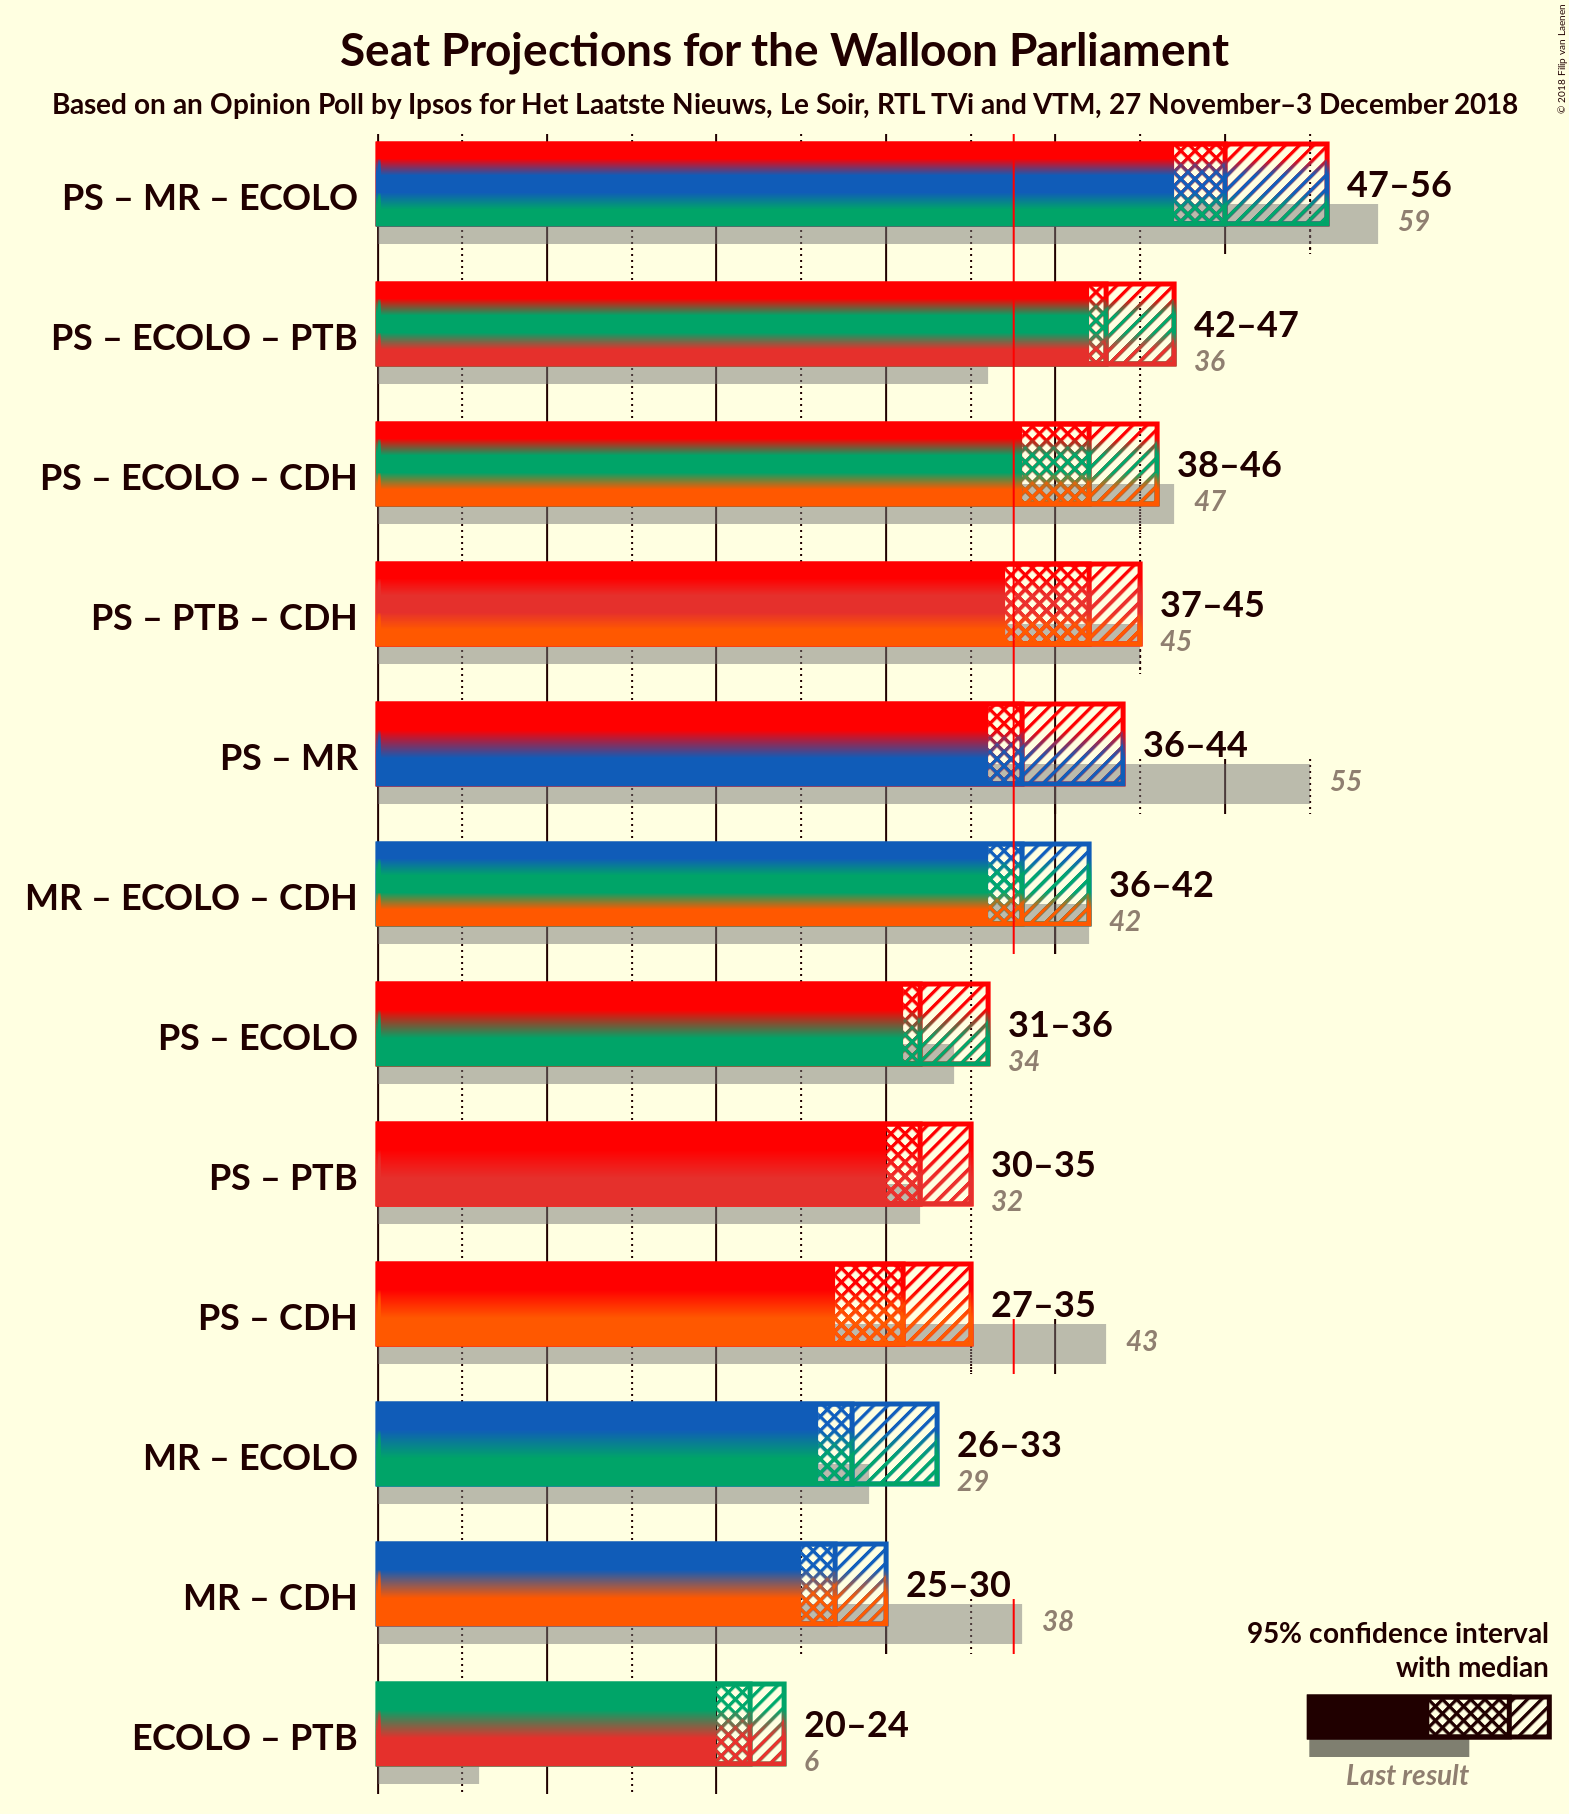 Seat Projections for the Walloon Parliament
Based on an Opinion Poll by Ipsos for Het Laatste Nieuws, Le Soir, RTL TVi and VTM, 27 November–3 December 2018
© 2018 Filip van Laenen
PS – MR – ECOLO
47–56
59
PS – ECOLO – PTB
42–47
36
PS – ECOLO – CDH
38–46
47
PS – PTB – CDH
37–45
45
PS – MR
36–44
55
MR – ECOLO – CDH
36–42
42
PS – ECOLO
31–36
34
PS – PTB
30–35
32
PS – CDH
27–35
43
MR – ECOLO
26–33
29
MR – CDH
25–30
38
ECOLO – PTB
20–24
6
95% confidence interval
with median
Last result